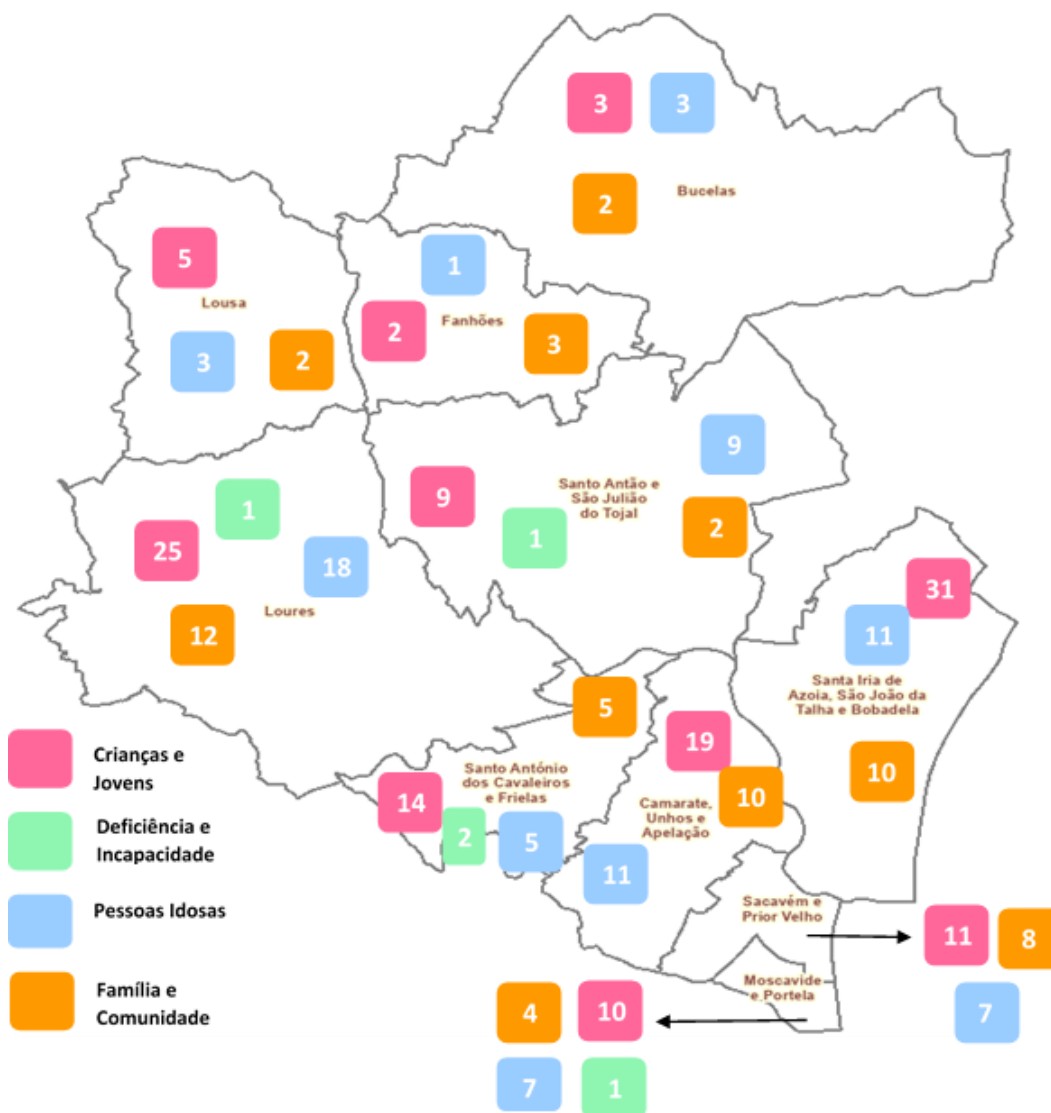 3
3
2
Bucelas
5
Lousa
3
2
1
2
Fanhões
3
9
9
Santo Antão e
São Julião
do Tojal
1
2
1
25
18
Loures
12
31
11
Santa Iria de
Azoia, São João da
Talha e Bobadela
10
5
19
Santo António
dos Cavaleiros
e Frielas
14
2
5
10
Camarate,
Unhos e
Apelação
11
Sacavém e
Prior Velho
11
8
7
Moscavide
e Portela
4
10
7
1
Crianças e
Jovens
Deficiência e
Incapacidade
Pessoas Idosas
Família e
Comunidade